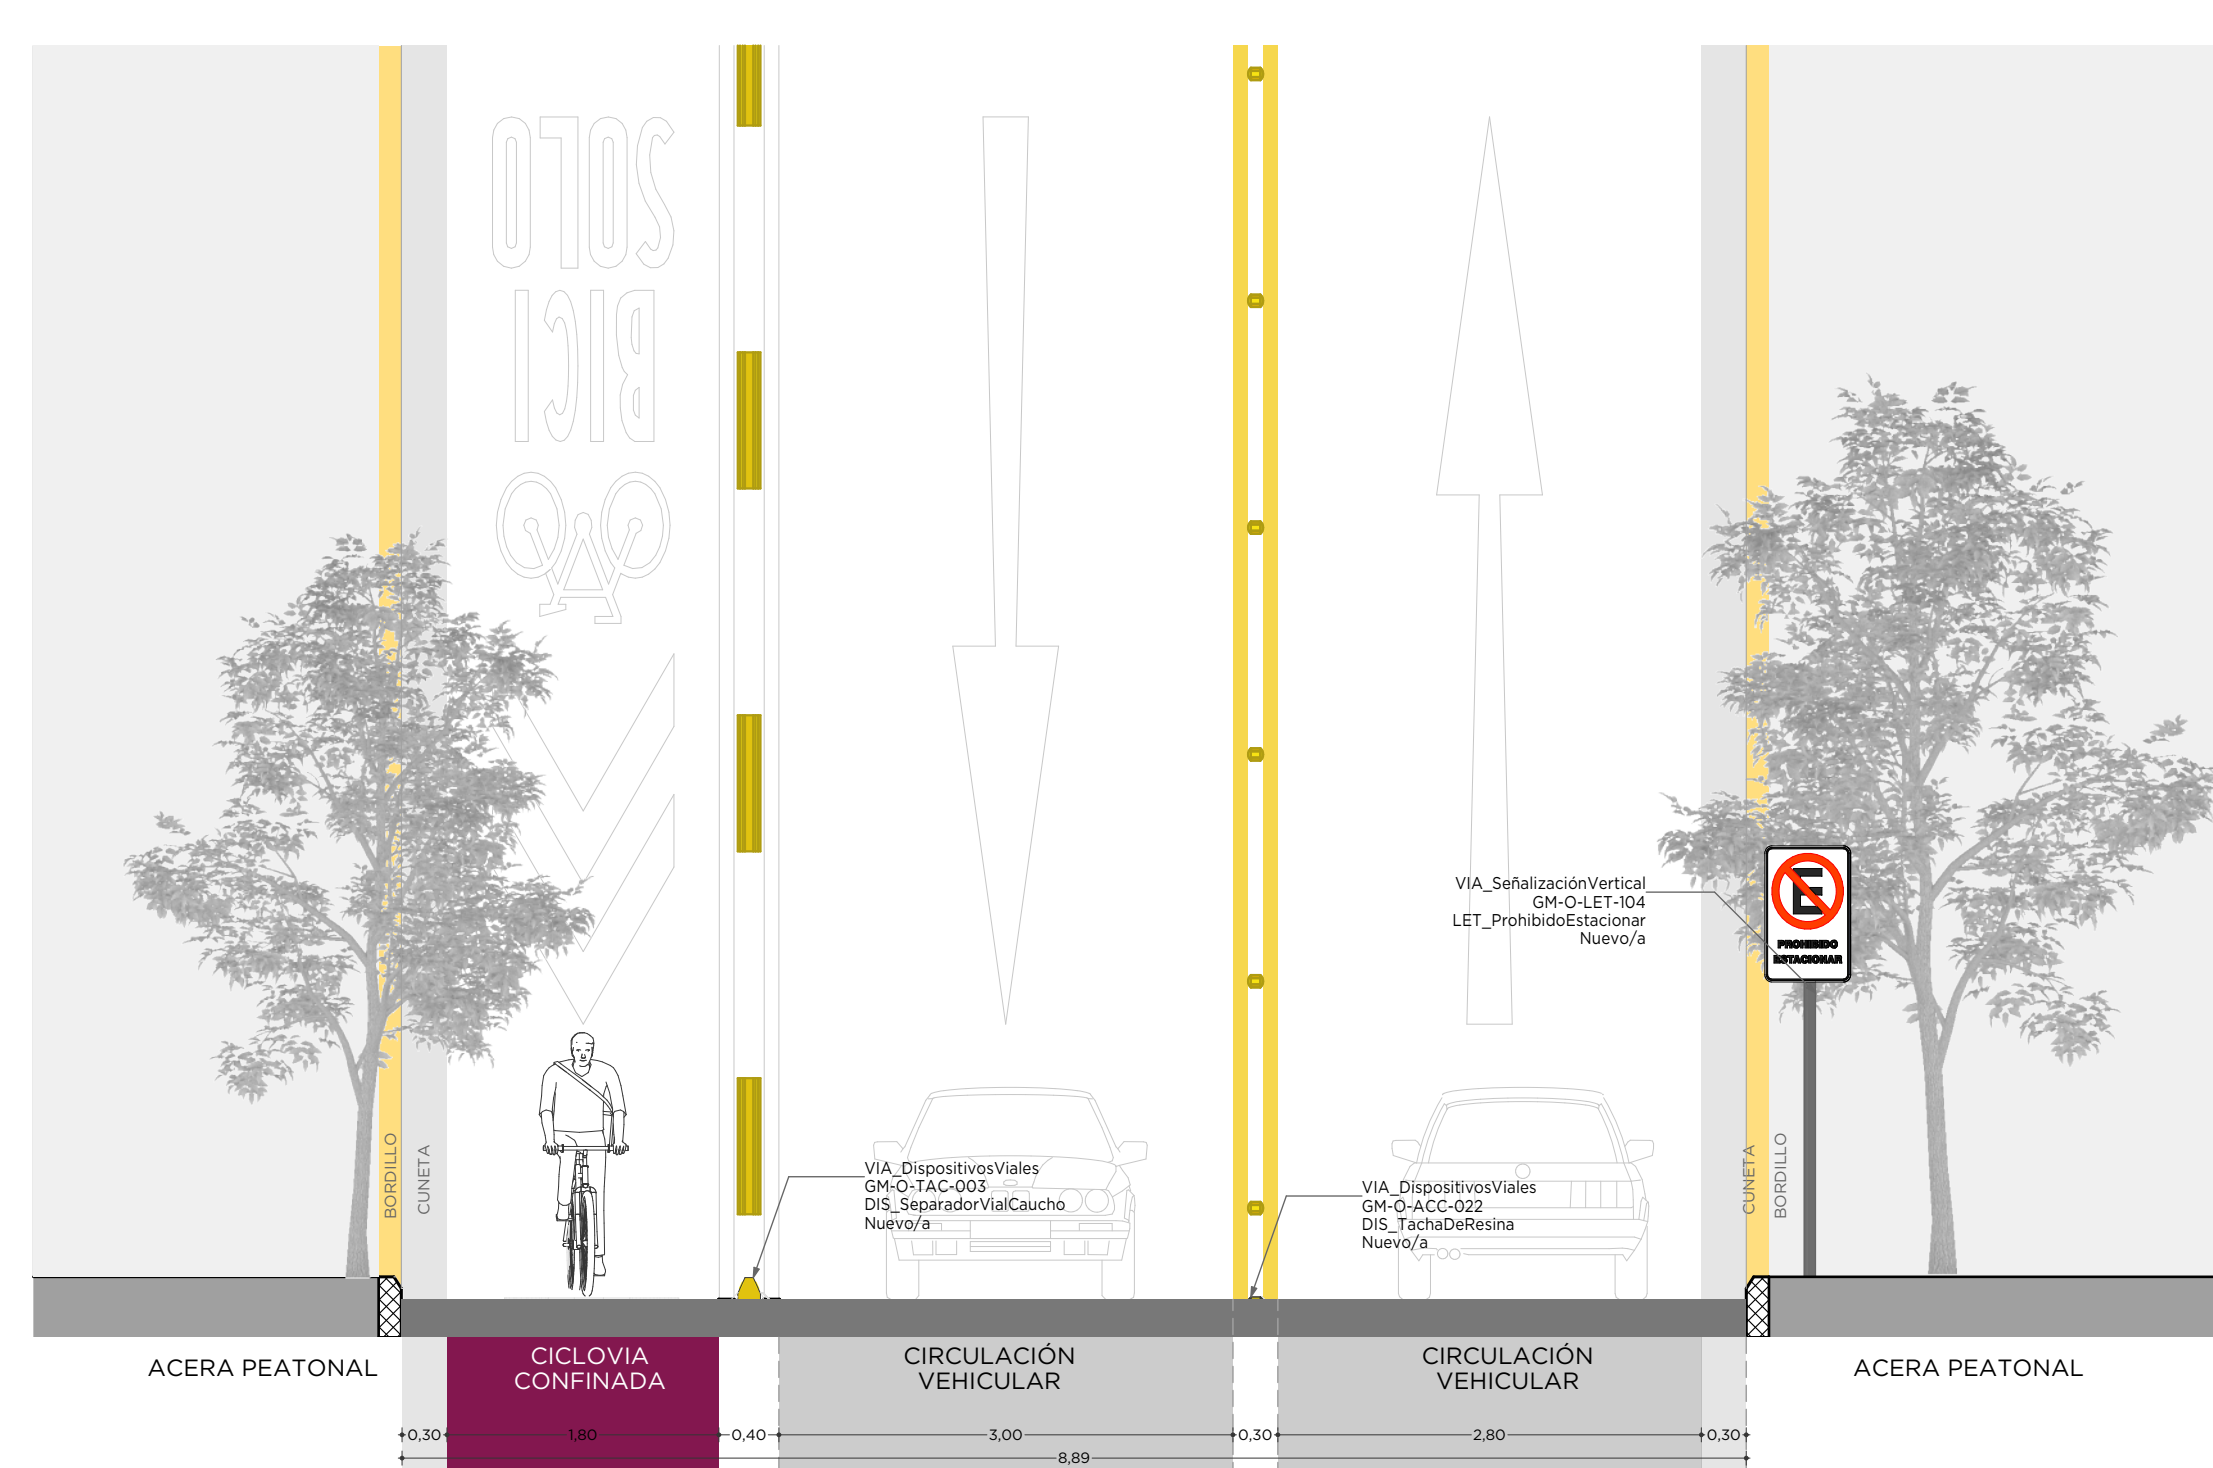 SOLO
BICI
VIA_SeñalizaciónVertical
GM-O-LET-104
LET_ProhibidoEstacionar
Nuevo/a
E
PROHIBIDO
ESTACIONAR
BORDILLO
CUNETA
VIA_DispositivosViales
GM-O-TAC-003
DIS_SeparadorVialCaucho
Nuevo/a
VIA_DispositivosViales
GM-O-ACC-022
DIS_TachaDeResina
Nuevo/a
CUNETA
BORDILLO
ACERA PEATONAL
CICLOVIA
CONFINADA
CIRCULACIÓN
VEHICULAR
CIRCULACIÓN
VEHICULAR
ACERA PEATONAL
0,30 1,80 0,40 3,00 0,30 2,80 0,30
8,89